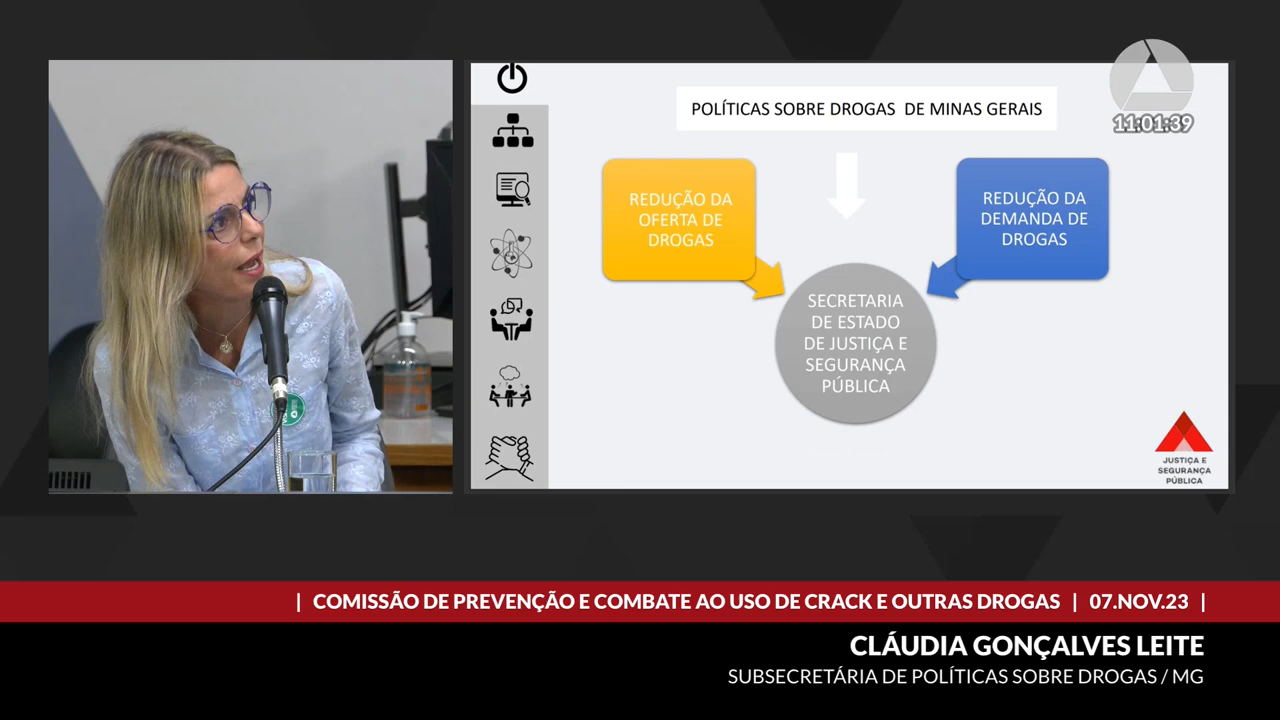 POLÍTICAS SOBRE DROGAS DE MINAS GERAIS
11:01:39
REDUÇÃO DA
OFERTA DE
DROGAS
REDUÇÃO DA
DEMANDA DE
DROGAS
SECRETARIA
DE ESTADO
DE JUSTIÇA E
SEGURANÇA
PÚBLICA
JUSTIÇA E
SEGURANÇA
PÚBLICA
| COMISSÃO DE PREVENÇÃO E COMBATE AO USO DE CRACK E OUTRAS DROGAS | 07.NOV.23 |
CLÁUDIA GONÇALVES LEITE
SUBSECRETÁRIA DE POLÍTICAS SOBRE DROGAS / MG